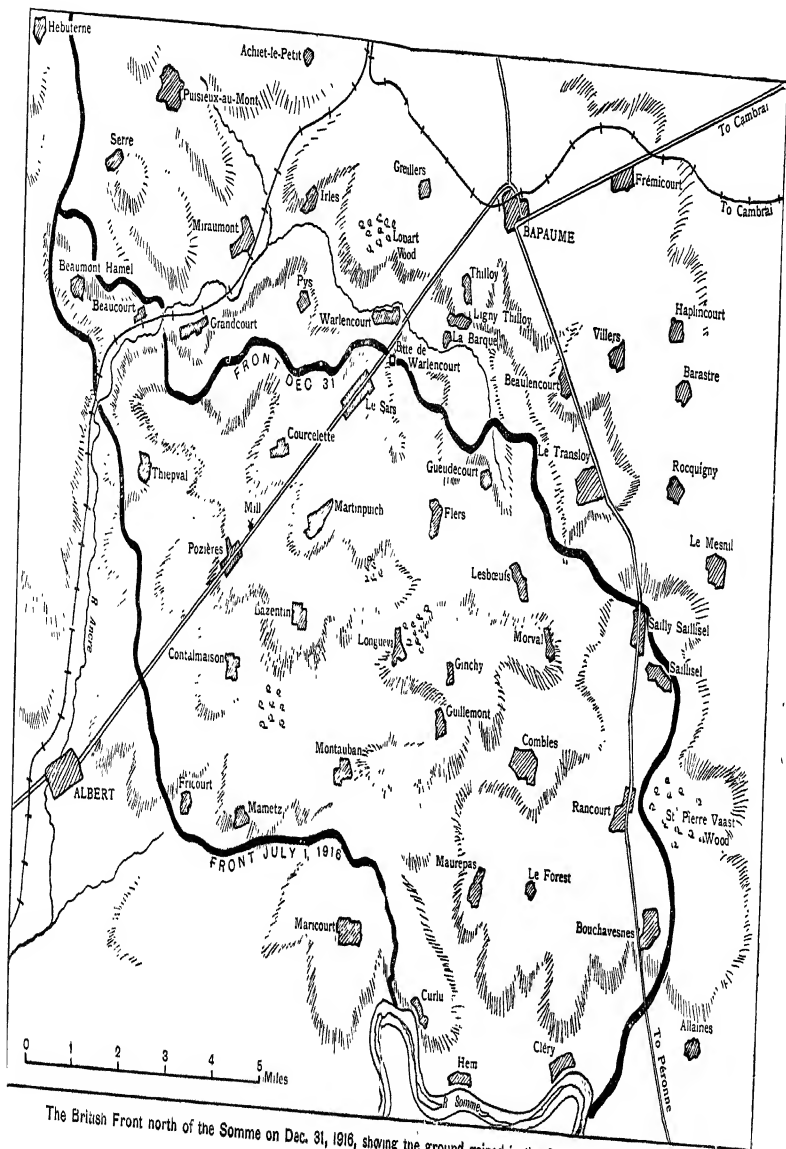 Hebuterne
Achiet-le-Petit
Puisieux-au-Mont
To Cambrai
Serre
Greillers
Frémicourt
Irles
To Cambrai
Miraumont
Loupart
Wood
BAPAUME
Beaumont Hamel
Thilloy
Pys
Beaucourt
Grandcourt
Warlencourt
Ligny Thilloy
Haplincourt
La Barque
Villers
Btte de
Warlencourt
FRONT DEC 31
Beaulencourt
Barastre
Le Sars
Courcelette
Le Transloy
Gueudecourt
Thiepval
Rocquigny
Mill
Martinpuich
Flers
Pozières
Le Mesnil
Lesbœufs
R Ancre
Bazentin
Sailly Saillisel
Longueval
Morval
Contalmaison
Ginchy
Saillisel
Guillemont
Montauban
Combles
ALBERT
Fricourt
Rancourt
St Pierre Vaast
Wood
Mametz
FRONT JULY 1, 1916
Maurepas
Le Forest
Maricourt
Bouchavesnes
Curlu
Allaines
0 1 2 3 4 5
Miles
Hem
Cléry
R Somme
To Péronne
The British Front north of the Somme on Dec. 31, 1916, showing the ground gained in the